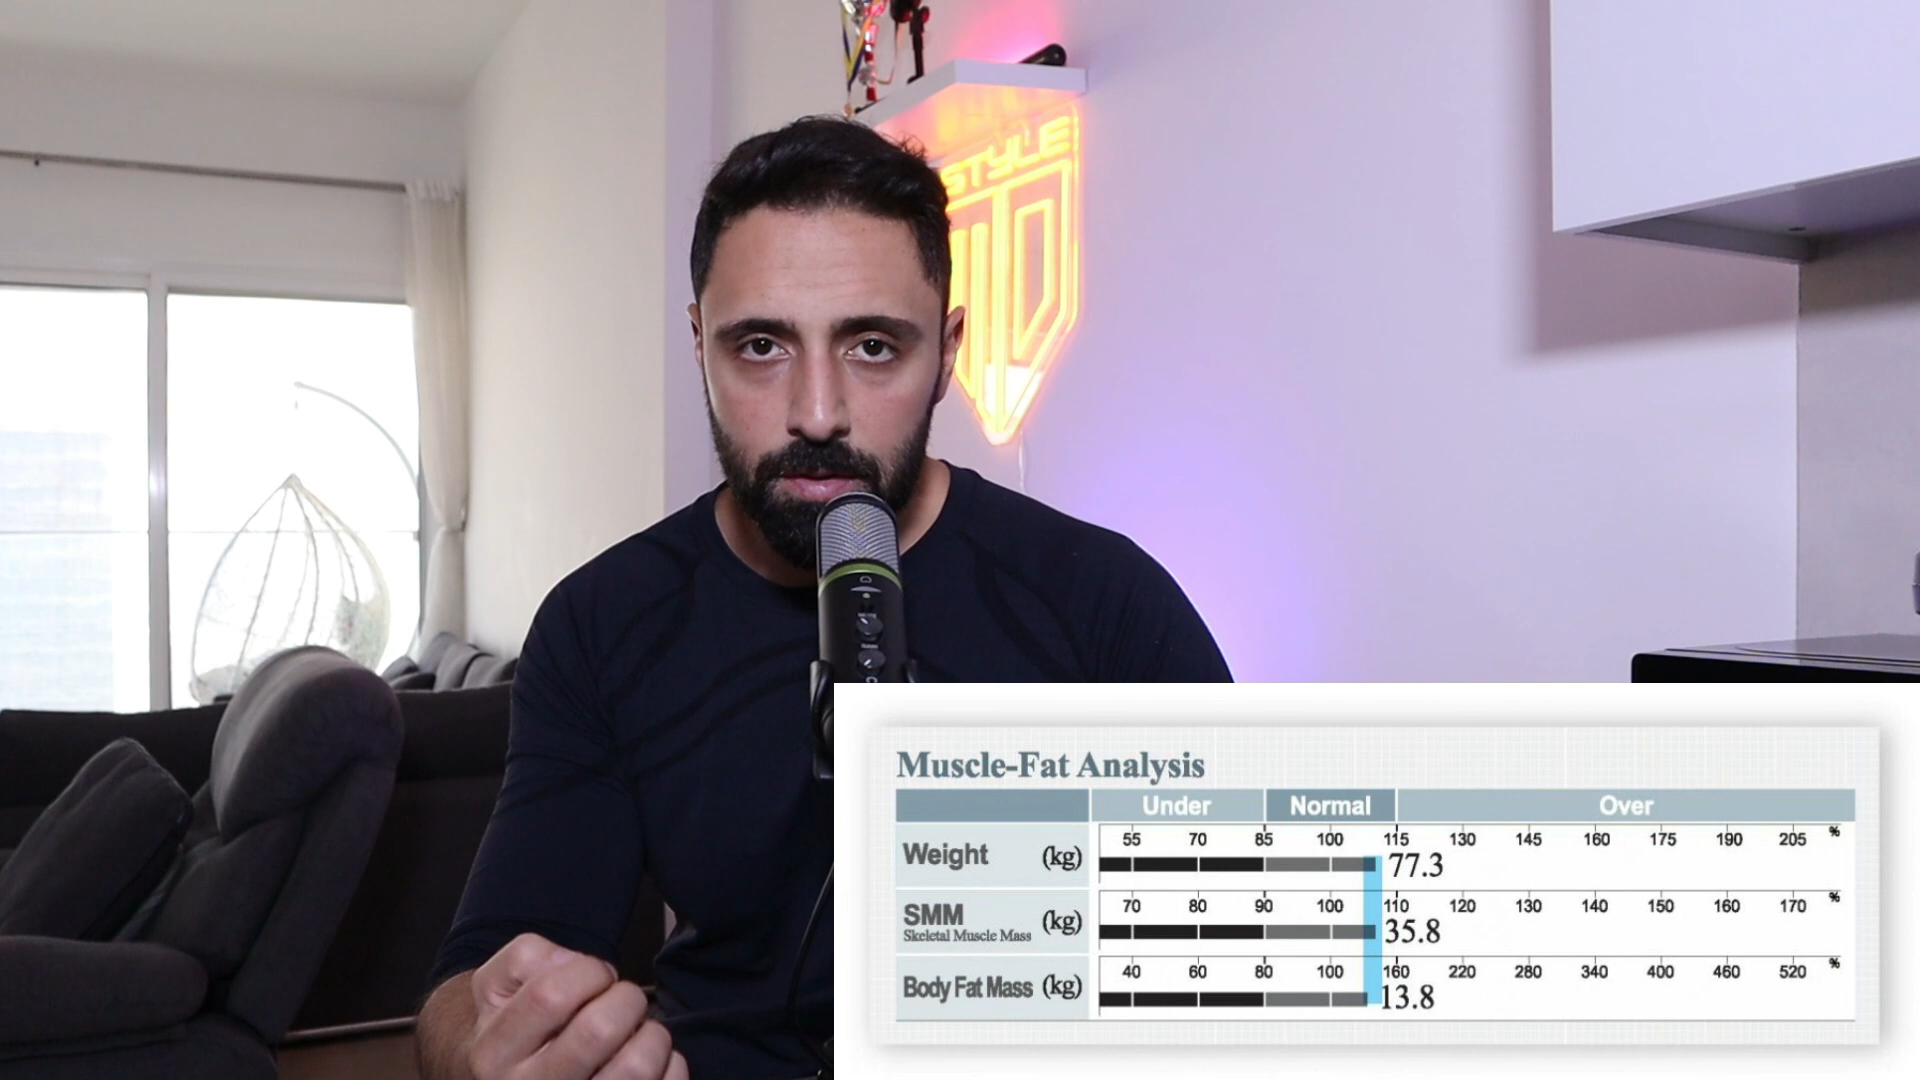 STYLE
Muscle-Fat Analysis
Under Normal Over
Weight (kg) 55 70 85 100 115 130 145 160 175 190 205 %
77.3
SMM (kg) 70 80 90 100 110 120 130 140 150 160 170 %
Skeletal Muscle Mass 35.8
Body Fat Mass (kg) 40 60 80 100 160 220 280 340 400 460 520 %
13.8